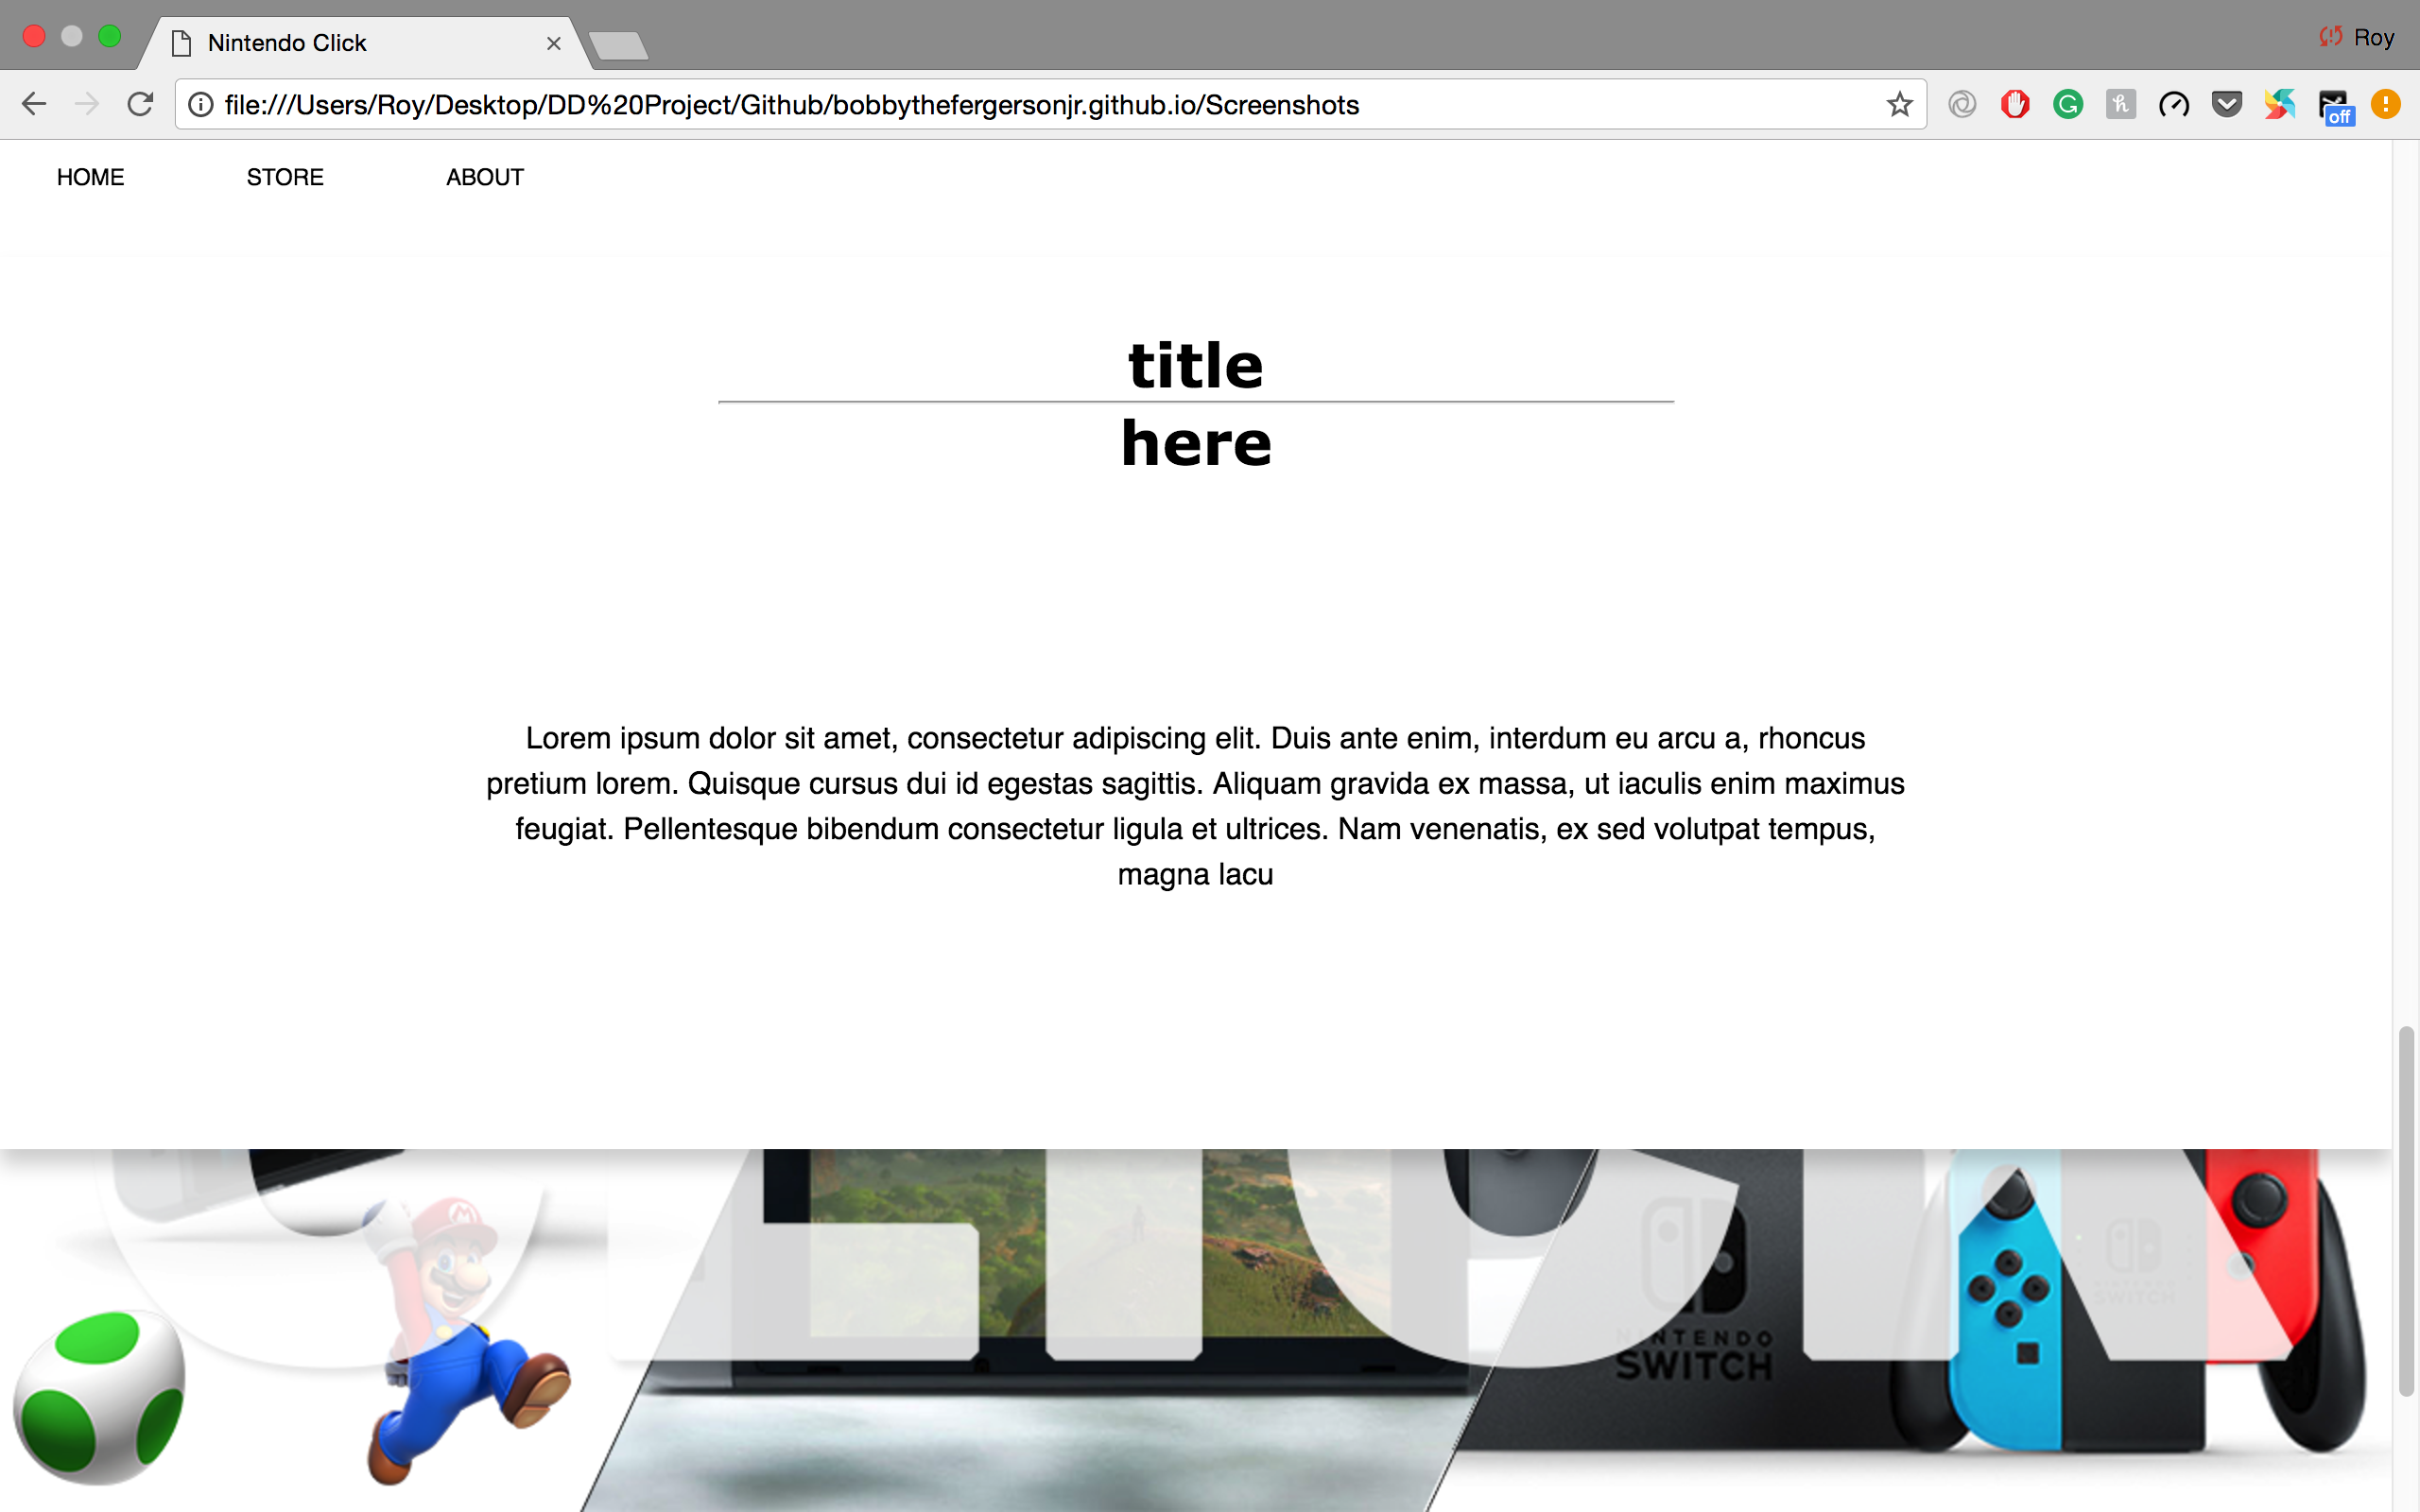 Nintendo Click
Roy
file:///Users/Roy/Desktop/DD%20Project/Github/bobbythefergersonjr.github.io/Screenshots
off
HOME
STORE
ABOUT
title
here
Lorem ipsum dolor sit amet, consectetur adipiscing elit. Duis ante enim, interdum eu arcu a, rhoncus
pretium lorem. Quisque cursus dui id egestas sagittis. Aliquam gravida ex massa, ut iaculis enim maximus
feugiat. Pellentesque bibendum consectetur ligula et ultrices. Nam venenatis, ex sed volutpat tempus,
magna lacu
CLICK
NINTENDO
SWITCH